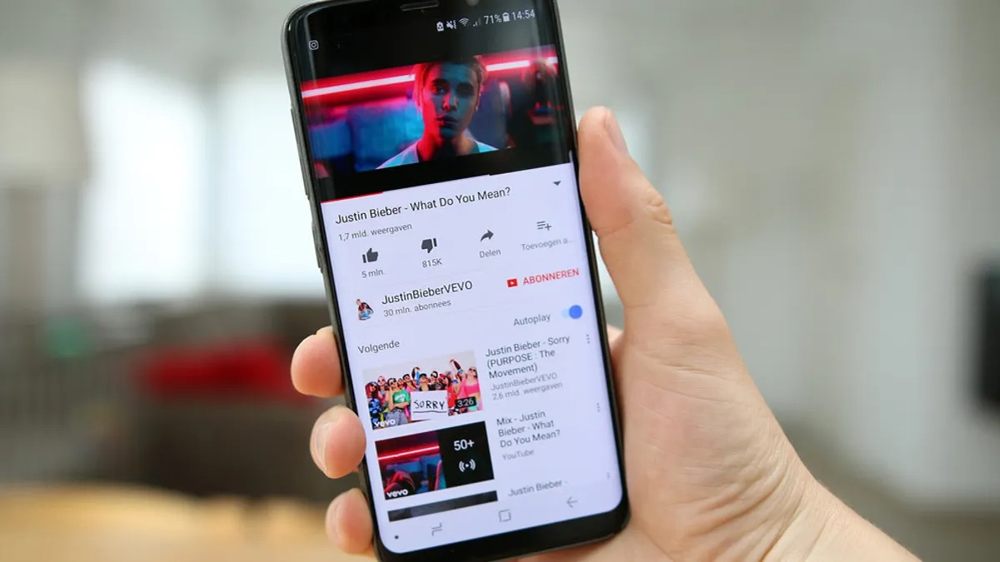 71% 14:54
Justin Bieber - What Do You Mean?
1,7 mld. weergaven
5 mln.
815K
Delen
Toevoegen a...
JustinBieberVEVO
30 mln. abonnees
ABONNEREN
Autoplay
Volgende
SORRY
3:26
vevo
Justin Bieber - Sorry
(PURPOSE : The
Movement)
JustinBieberVEVO
2,6 mld. weergaven
50+
vevo
Mix - Justin
Bieber - What
Do You Mean?
YouTube
Justin Bieber -